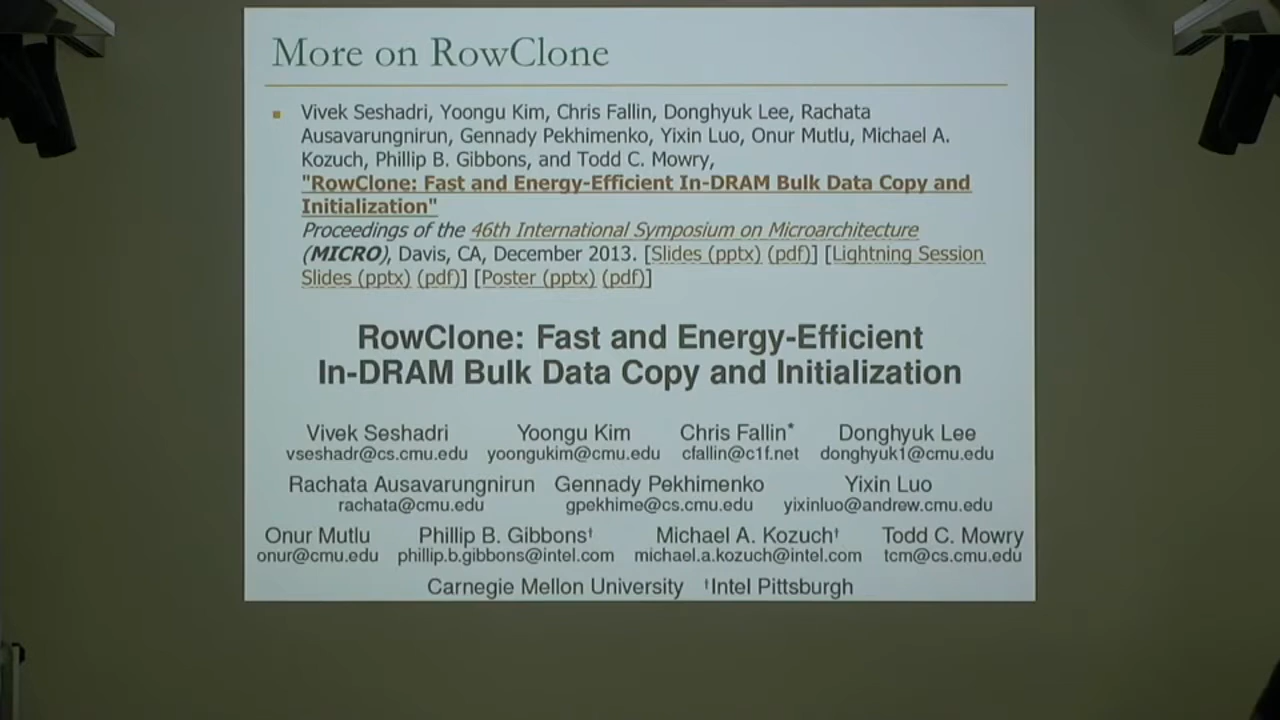 More on RowClone
Vivek Seshadri, Yoongu Kim, Chris Fallin, Donghyuk Lee, Rachata
Ausavarungnirun, Gennady Pekhimenko, Yixin Luo, Onur Mutlu, Michael A.
Kozuch, Phillip B. Gibbons, and Todd C. Mowry,
"RowClone: Fast and Energy-Efficient In-DRAM Bulk Data Copy and
Initialization"
Proceedings of the 46th International Symposium on Microarchitecture
(MICRO), Davis, CA, December 2013. [Slides (pptx) (pdf)] [Lightning Session
Slides (pptx) (pdf)] [Poster (pptx) (pdf)]
RowClone: Fast and Energy-Efficient
In-DRAM Bulk Data Copy and Initialization
Vivek Seshadri Yoongu Kim Chris Fallin* Donghyuk Lee
vseshadr@cs.cmu.edu yoongukim@cmu.edu cfallin@c1f.net donghyuk1@cmu.edu
Rachata Ausavarungnirun Gennady Pekhimenko Yixin Luo
rachata@cmu.edu gpekhime@cs.cmu.edu yixinluo@andrew.cmu.edu
Onur Mutlu Phillip B. Gibbons† Michael A. Kozuch† Todd C. Mowry
onur@cmu.edu phillip.b.gibbons@intel.com michael.a.kozuch@intel.com tcm@cs.cmu.edu
Carnegie Mellon University †Intel Pittsburgh